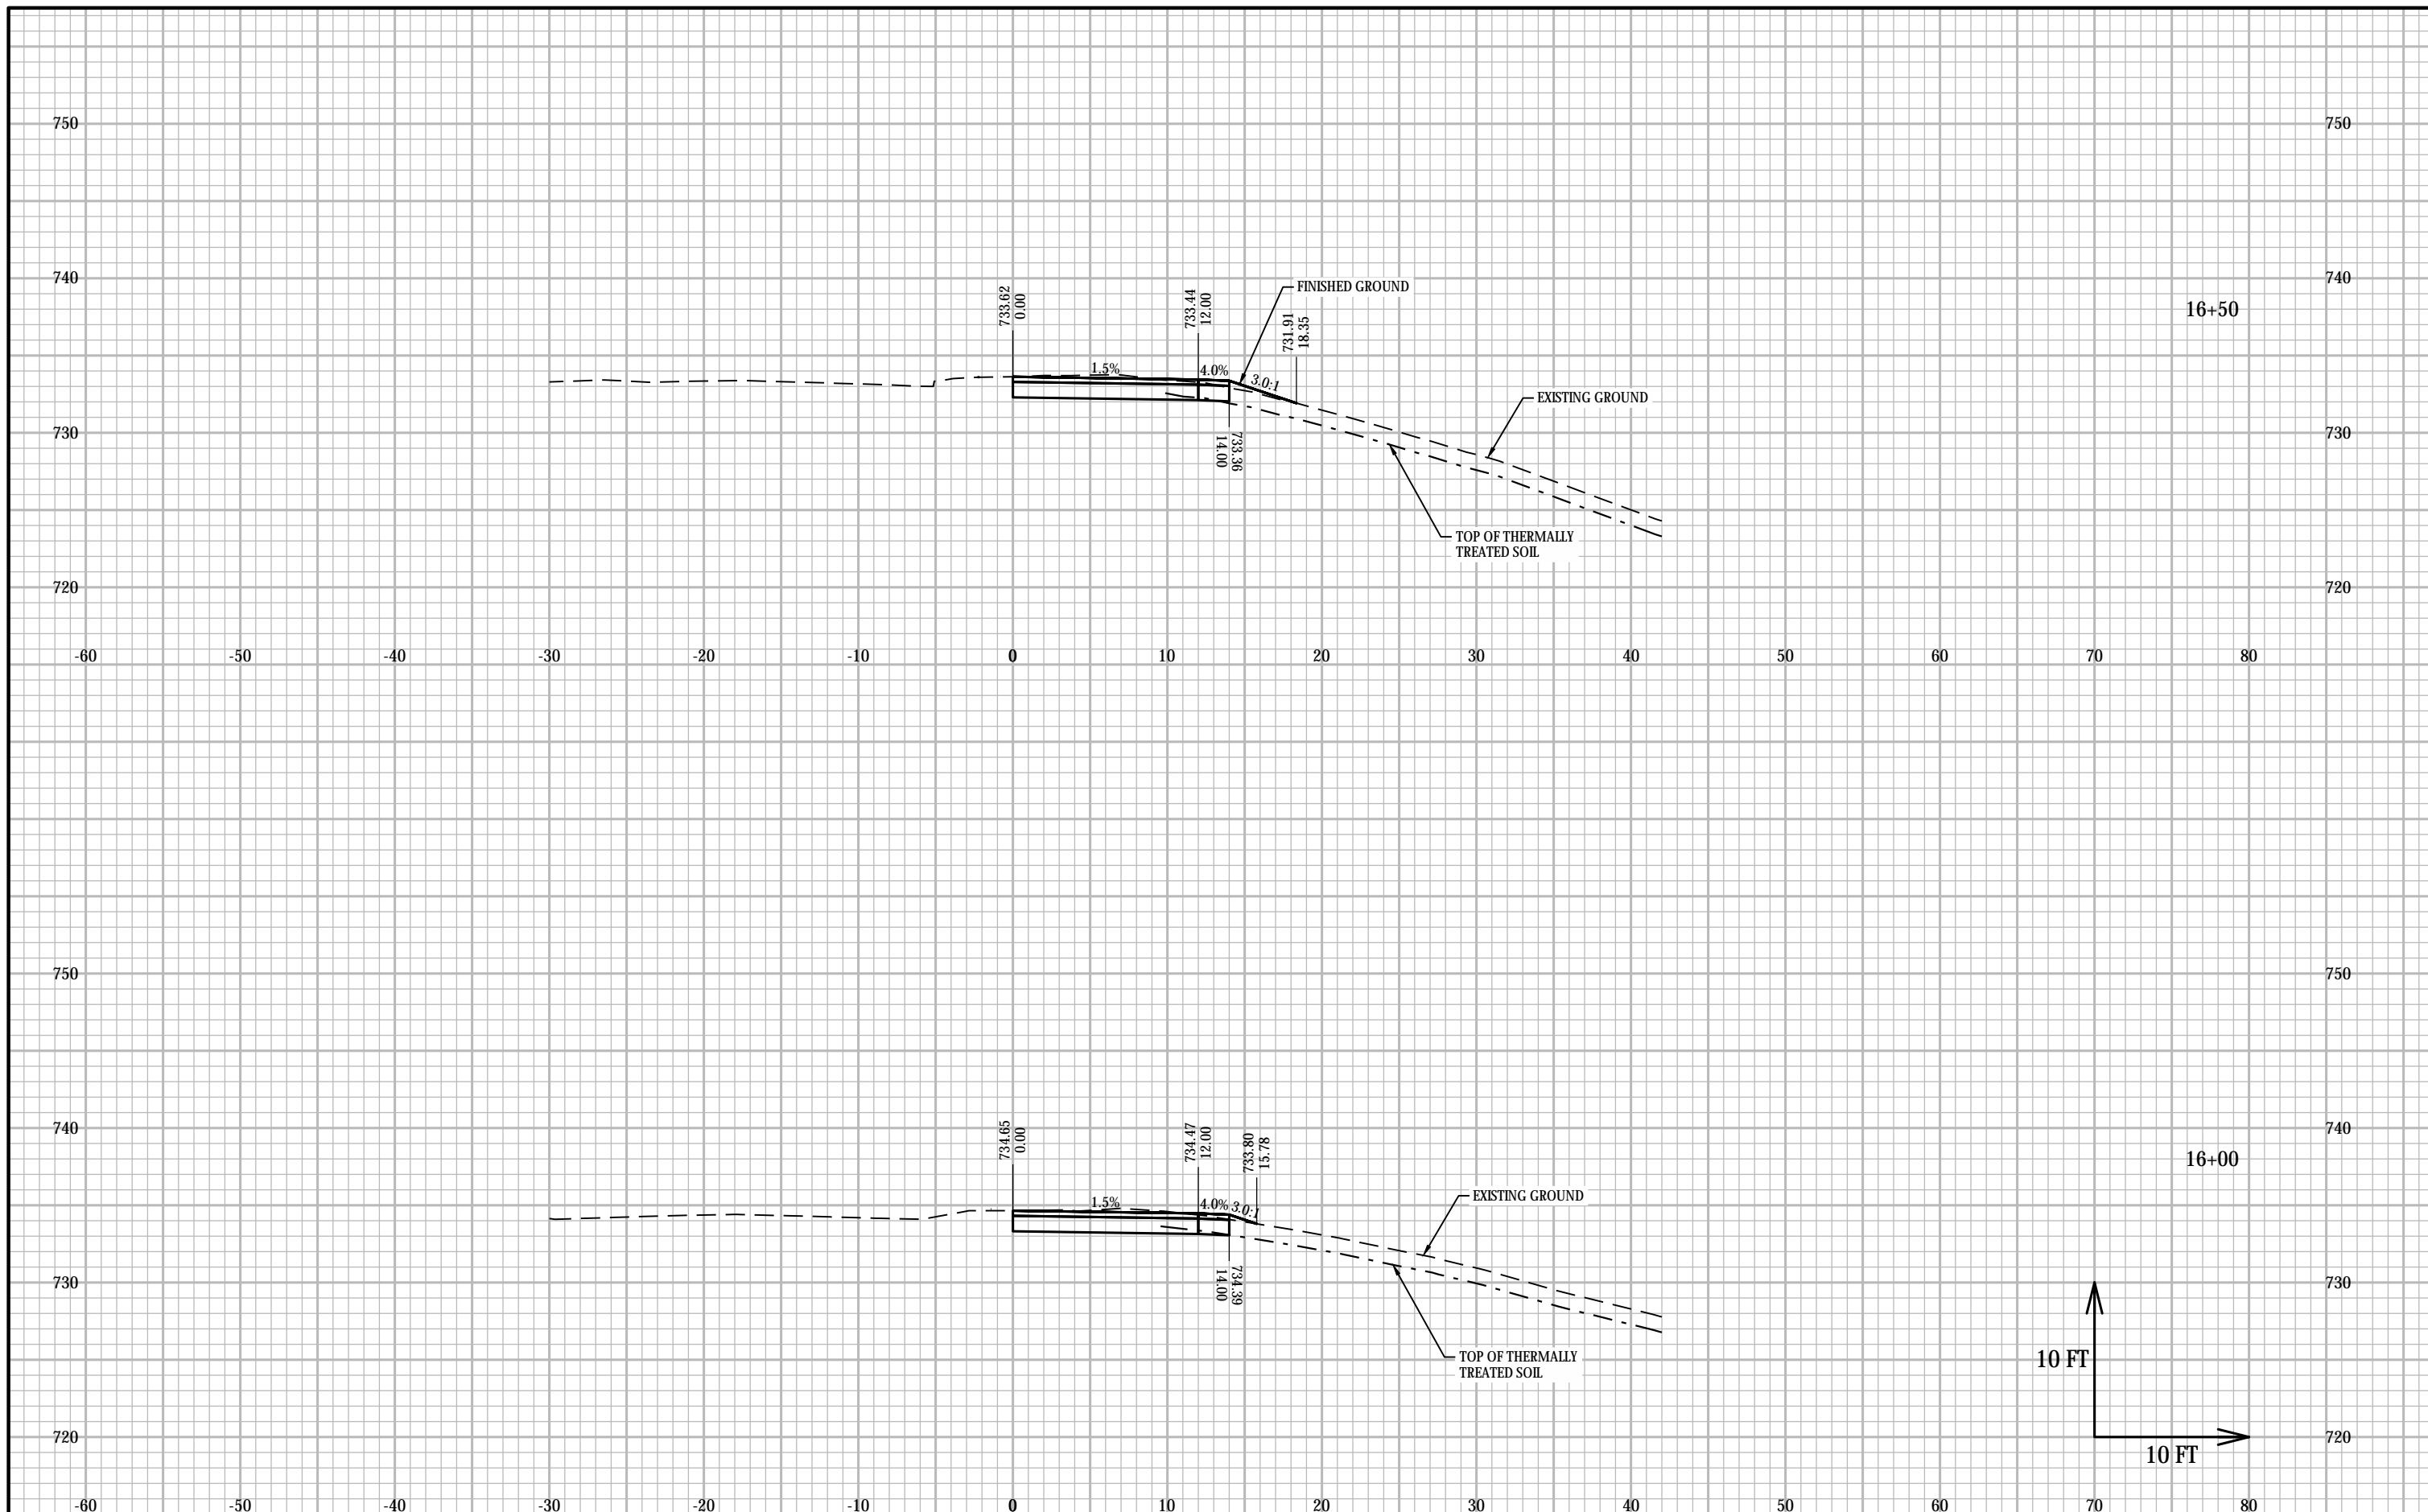 750 750
740 740
16+50
FINISHED GROUND
733.62
0.00
733.44
12.00
731.91
18.35
1.5% 4.0% 3.0:1
EXISTING GROUND
730 730
733.36
14.00
TOP OF THERMALLY
TREATED SOIL
720 720
-60 -50 -40 -30 -20 -10 0 10 20 30 40 50 60 70 80
750 750
740 740
16+00
734.65
0.00
734.47
12.00
733.80
15.78
1.5% 4.0% 3.0:1
EXISTING GROUND
730 730
734.39
14.00
TOP OF THERMALLY
TREATED SOIL
10 FT
720 720
10 FT
-60 -50 -40 -30 -20 -10 0 10 20 30 40 50 60 70 80